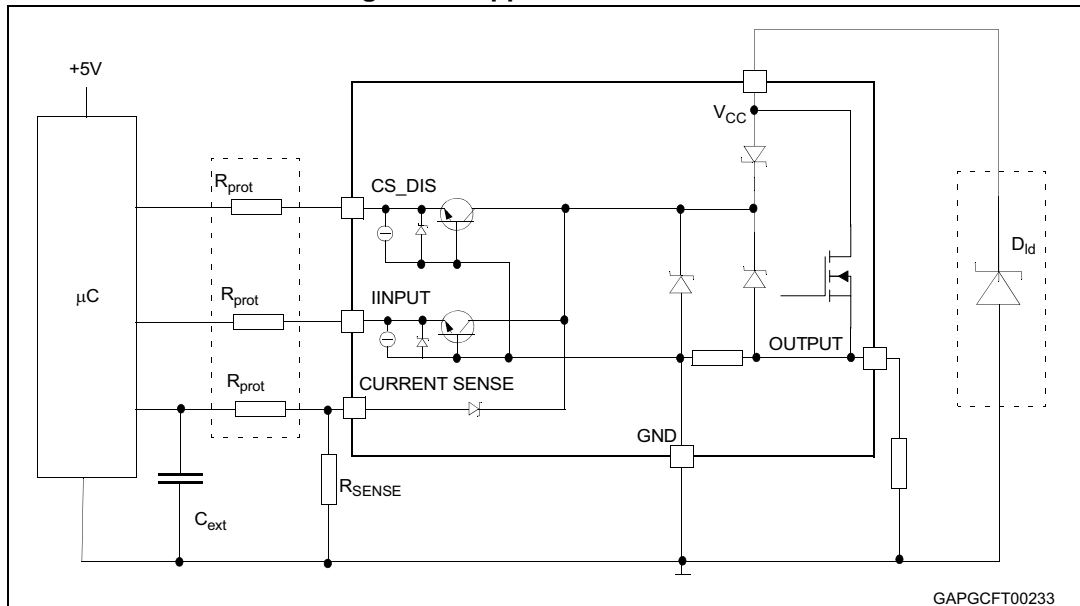 +5V
V_CC
R_prot
CS_DIS
D_ld
μC
R_prot
IINPUT
OUTPUT
R_prot
CURRENT SENSE
GND
R_SENSE
C_ext
GAPGCFT00233